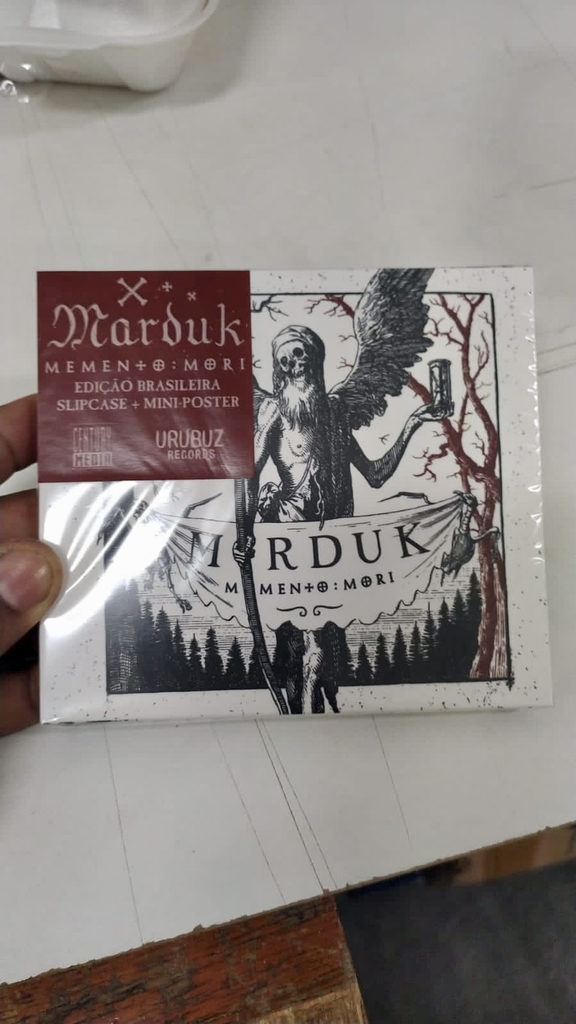 Marduk
MEMENTO:MORI
EDIÇÃO BRASILEIRA
SLIPCASE + MINI-POSTER
CENTURY
MEDIA
URUBUZ
RECORDS
MARDUK
MEMENTO:MORI